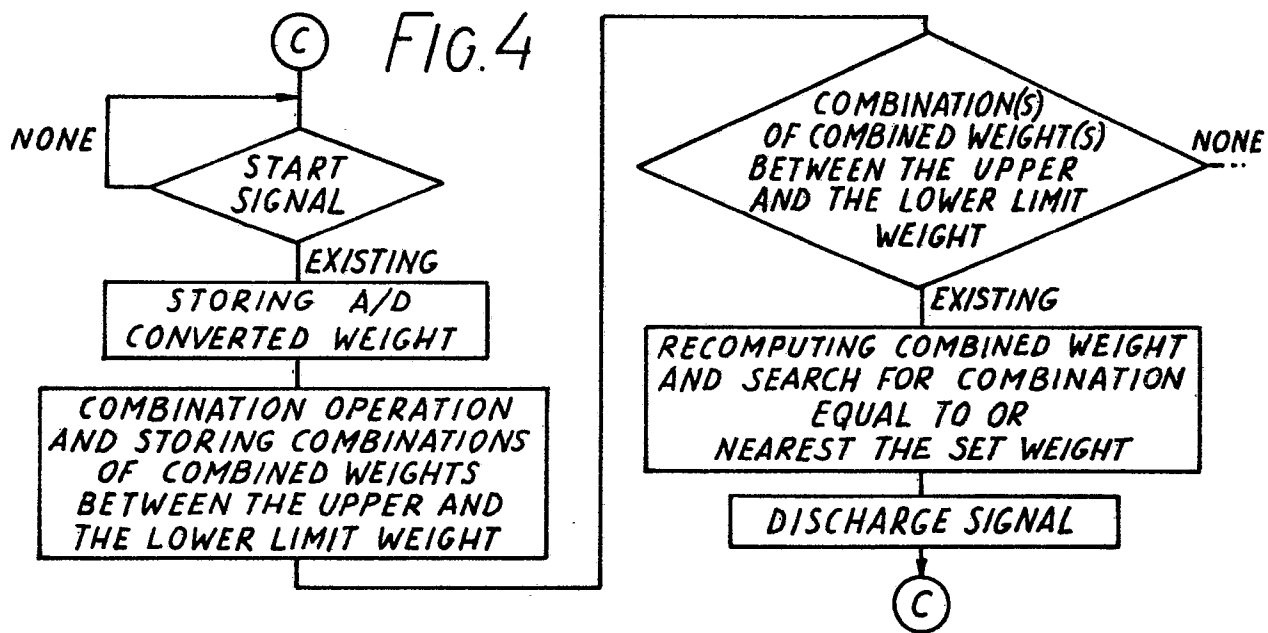 C
FIG.4
NONE
START
SIGNAL
EXISTING
STORING A/D
CONVERTED WEIGHT
COMBINATION OPERATION
AND STORING COMBINATIONS
OF COMBINED WEIGHTS
BETWEEN THE UPPER AND
THE LOWER LIMIT WEIGHT
COMBINATION(S)
OF COMBINED WEIGHT(S)
BETWEEN THE UPPER
AND THE LOWER LIMIT
WEIGHT
NONE
EXISTING
RECOMPUTING COMBINED WEIGHT
AND SEARCH FOR COMBINATION
EQUAL TO OR
NEAREST THE SET WEIGHT
DISCHARGE SIGNAL
C